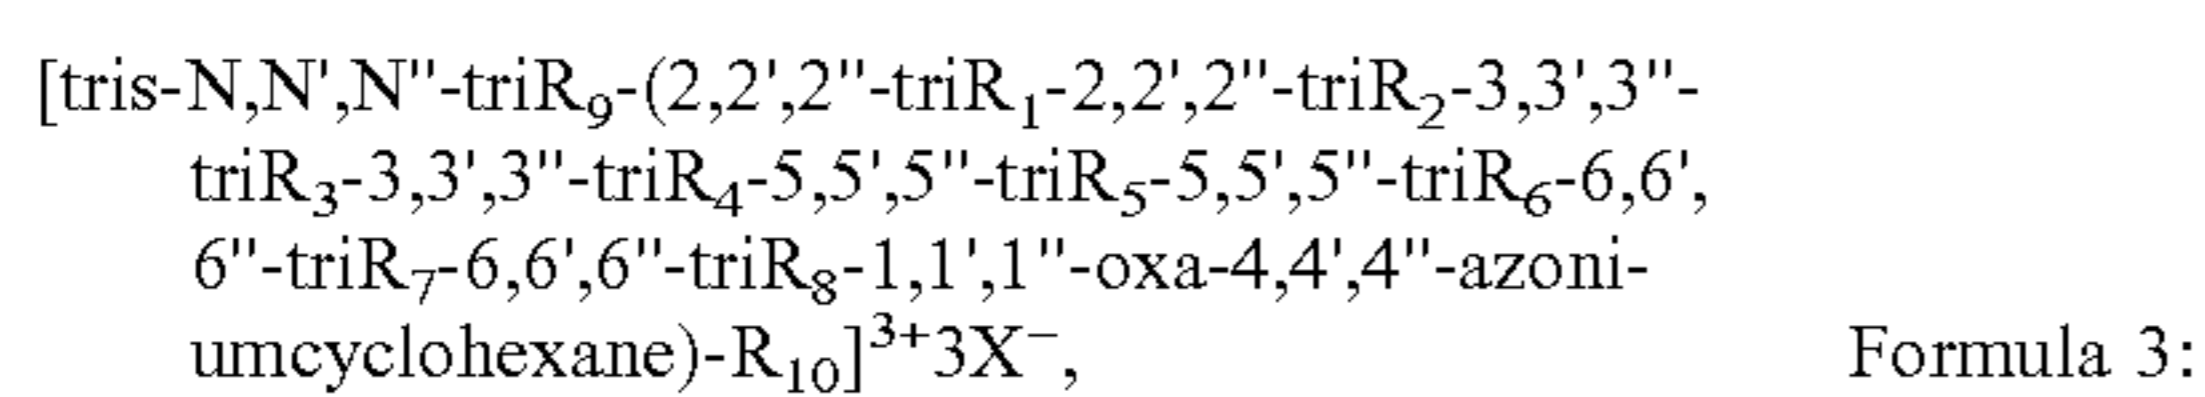 [tris-N,N',N"-triR₉-(2,2',2"-triR₁-2,2',2"-triR₂-3,3',3"-
triR₃-3,3',3"-triR₄-5,5',5"-triR₅-5,5',5"-triR₆-6,6',
6"-triR₇-6,6',6"-triR₈-1,1',1"-oxa-4,4',4"-azoni-
umcyclohexane)-R₁₀]³⁺3X⁻, Formula 3: